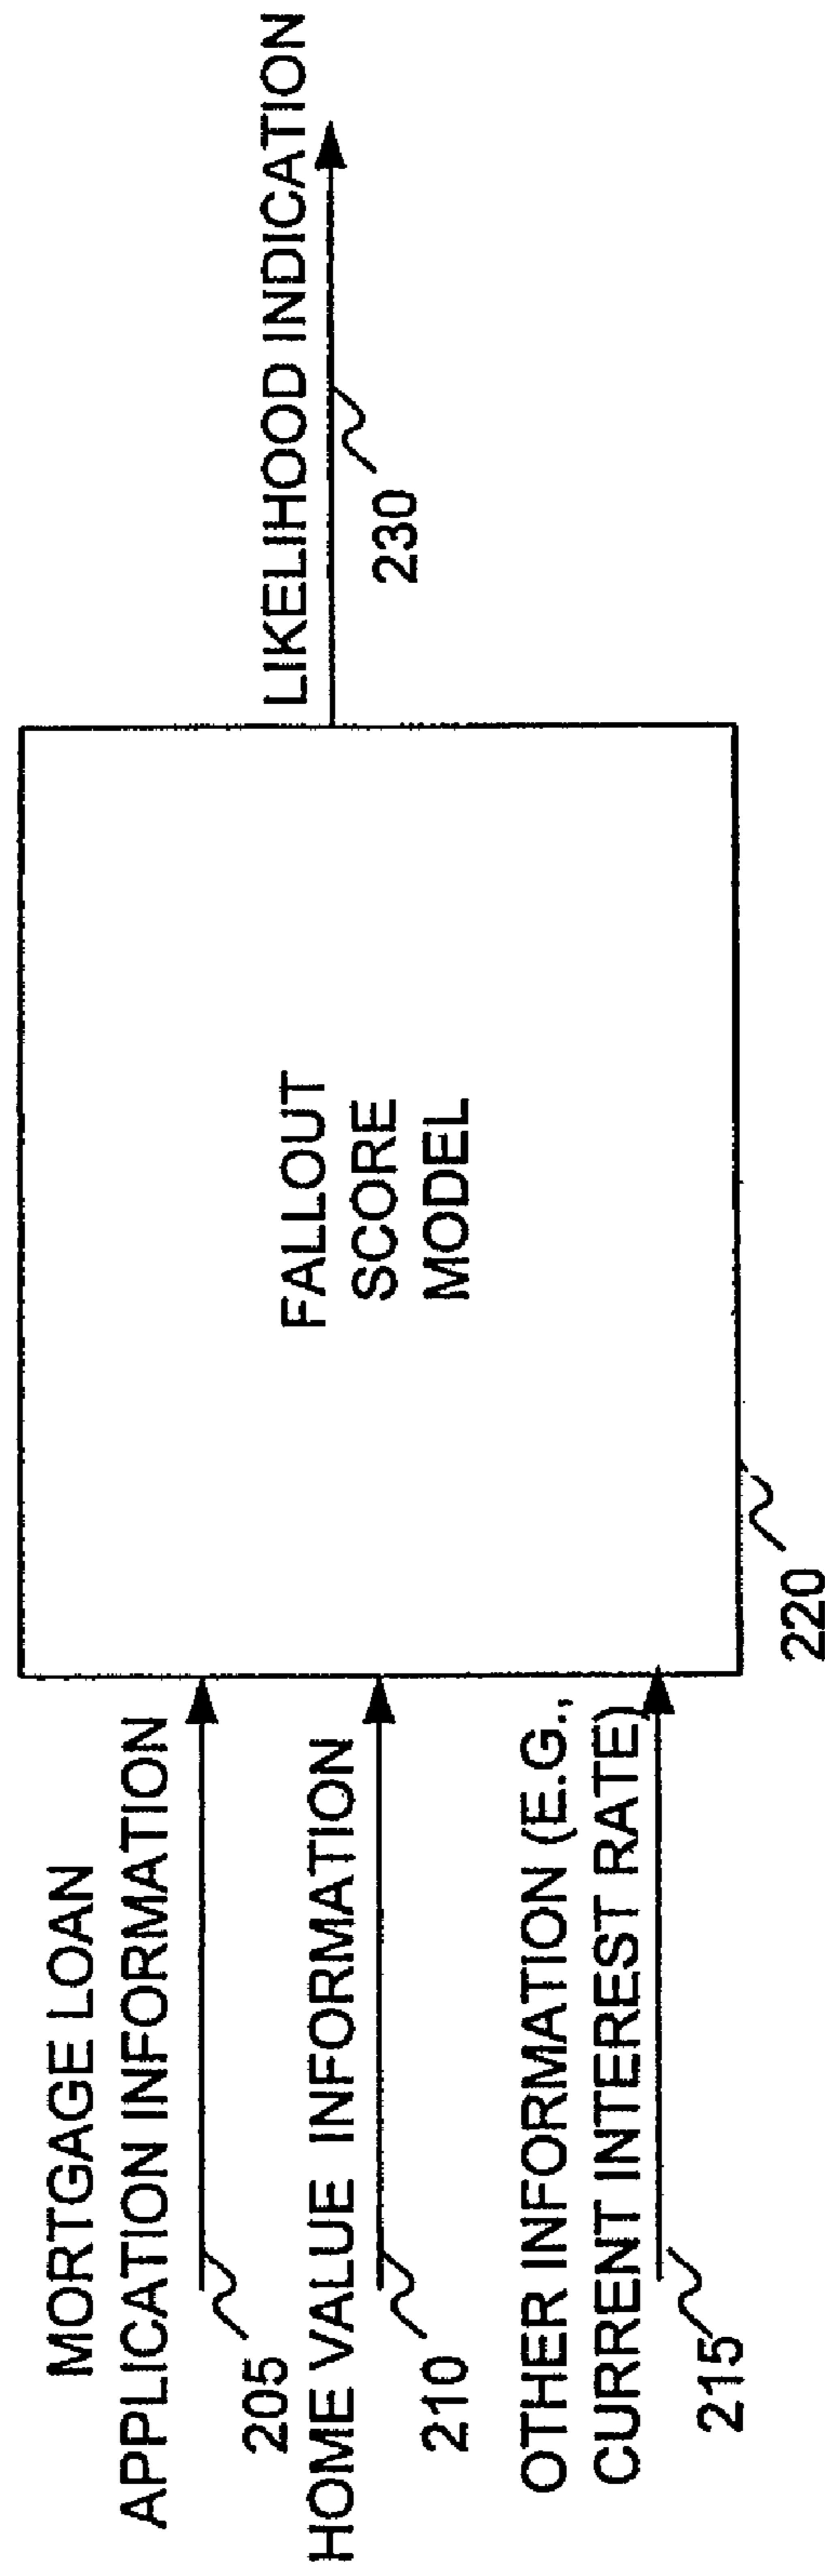 MORTGAGE LOAN
APPLICATION INFORMATION
205
HOME VALUE INFORMATION
210
OTHER INFORMATION (E.G.,
CURRENT INTEREST RATE)
215
FALLOUT
SCORE
MODEL
220
LIKELIHOOD INDICATION
230